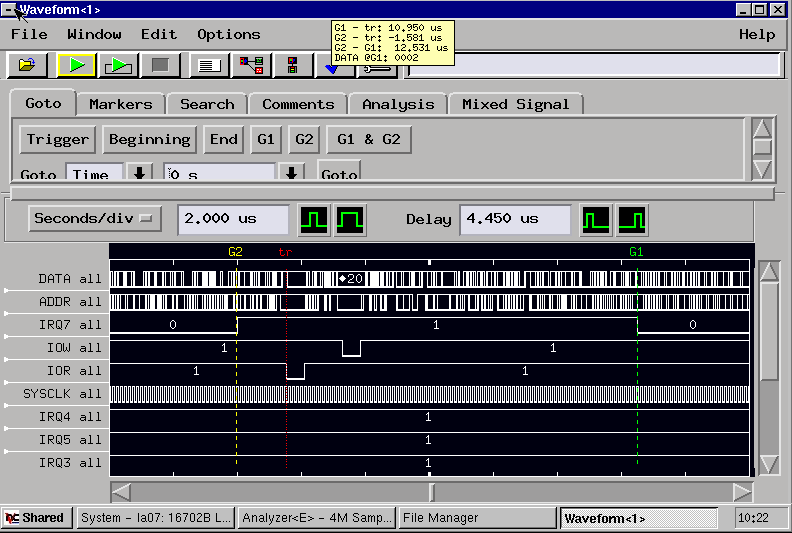 Waveform<1>
File Window Edit Options Help
G1 - tr: 10.950 us
G2 - tr: -1.581 us
G2 - G1: 12.531 us
DATA @G1: 0002
Goto Markers Search Comments Analysis Mixed Signal
Trigger Beginning End G1 G2 G1 & G2
Goto Time 0 s Goto
Seconds/div 2.000 us Delay 4.450 us
G2 tr G1
DATA all 20
ADDR all
IRQ7 all 0 1 0
IOW all 1 1
IOR all 1 1
SYSCLK all
IRQ4 all 1
IRQ5 all 1
IRQ3 all 1
Shared System - la07: 16702B L... Analyzer<E> - 4M Samp... File Manager Waveform<1> 10:22